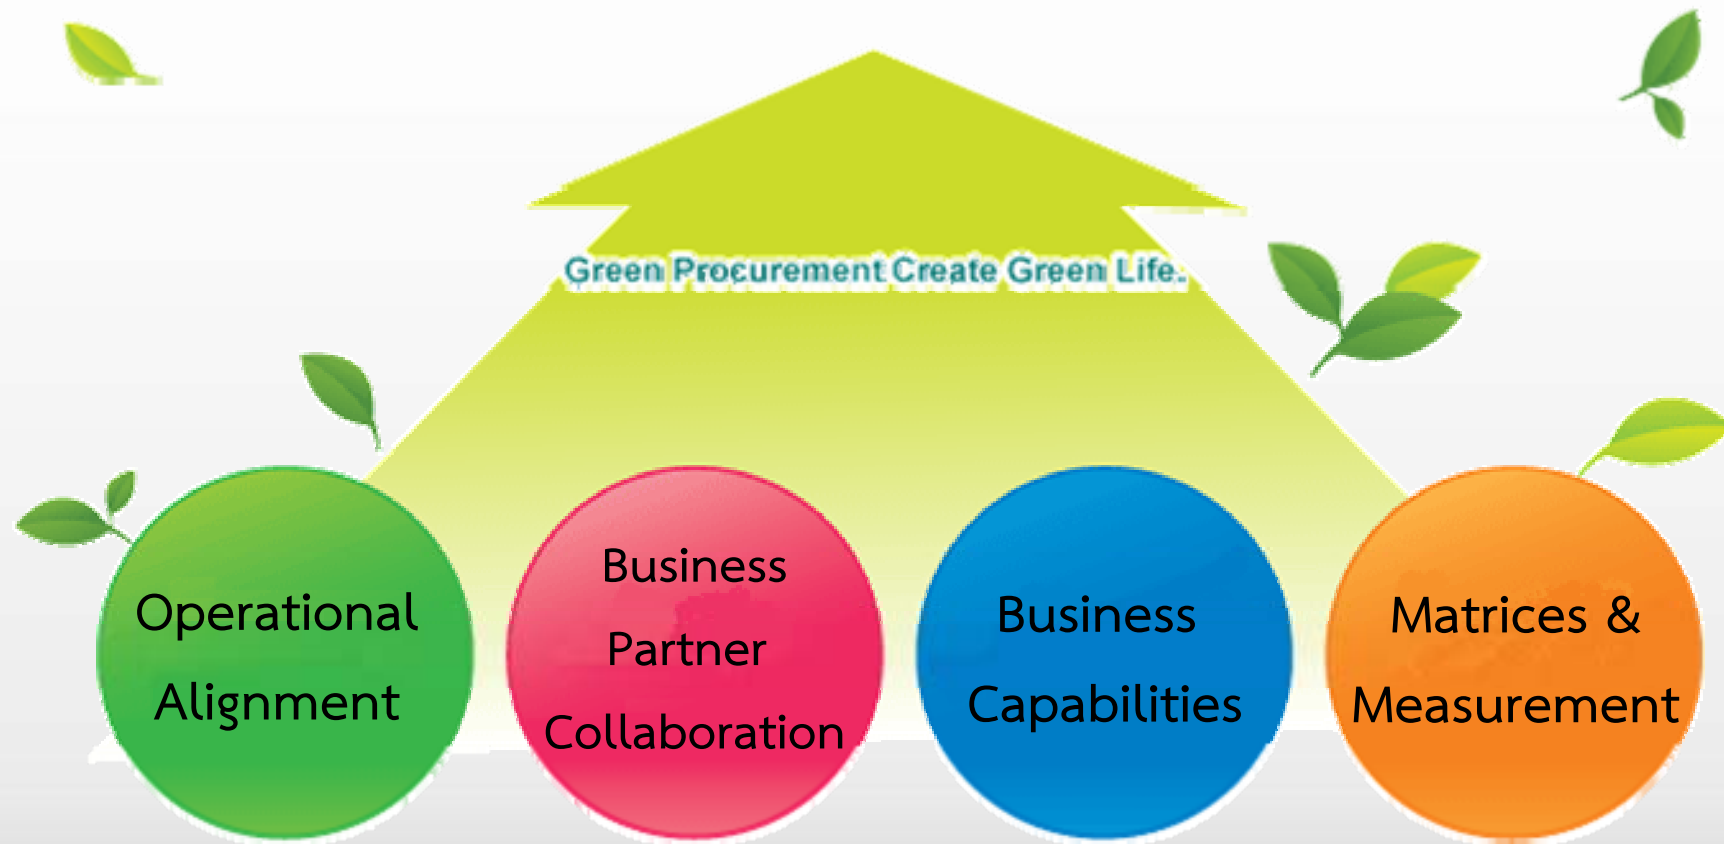 Green Procurement Create Green Life.
Operational
Alignment
Business
Partner
Collaboration
Business
Capabilities
Matrices &
Measurement